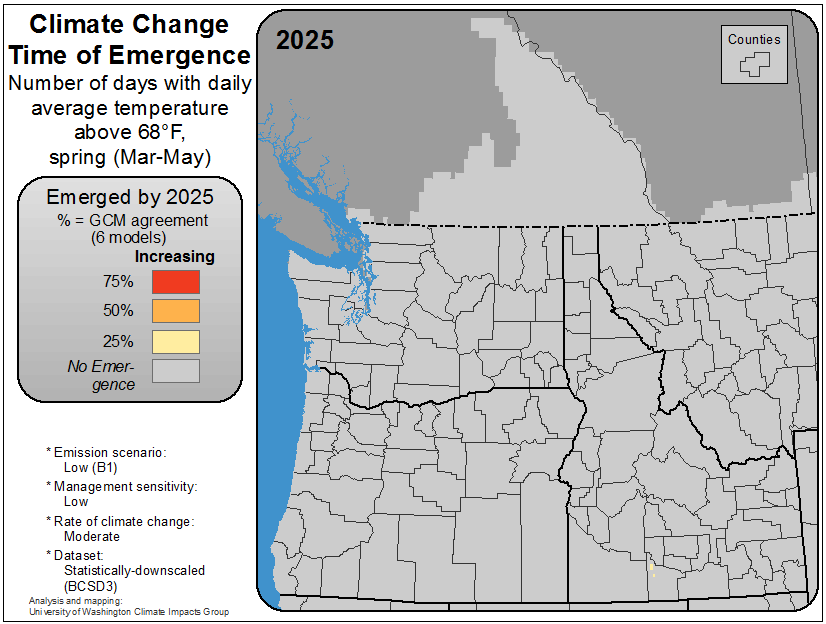 Climate Change
Time of Emergence
Number of days with daily
average temperature
above 68°F,
spring (Mar-May)
Emerged by 2025
% = GCM agreement
(6 models)
Increasing
75%
50%
25%
No Emer-
gence
* Emission scenario:
Low (B1)
* Management sensitivity:
Low
* Rate of climate change:
Moderate
* Dataset:
Statistically-downscaled
(BCSD3)
Analysis and mapping:
University of Washington Climate Impacts Group
2025
Counties